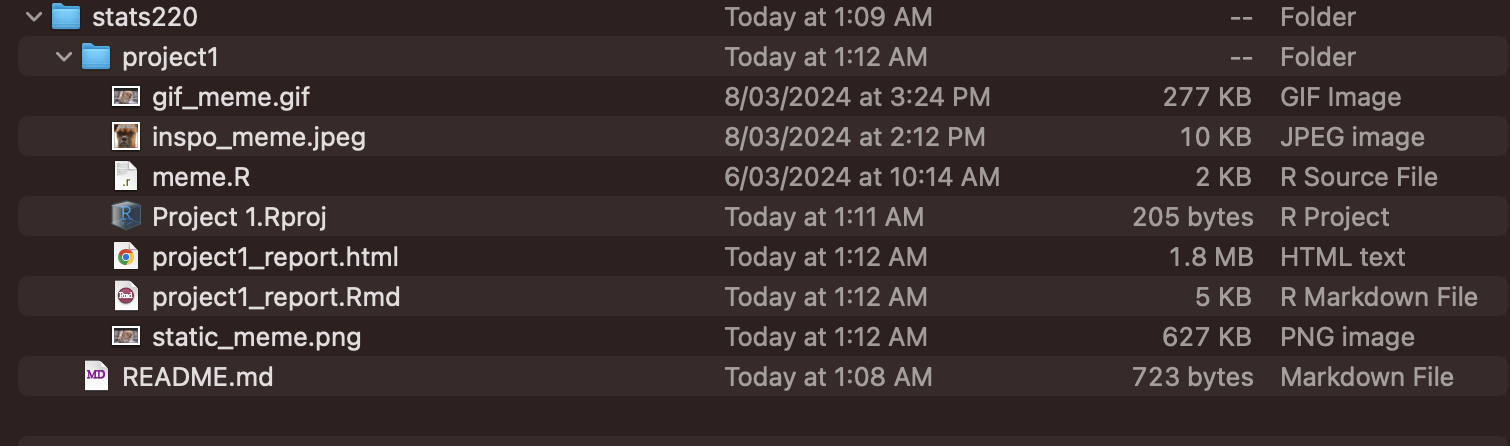 stats220 Today at 1:09 AM -- Folder
project1 Today at 1:12 AM -- Folder
gif_meme.gif 8/03/2024 at 3:24 PM 277 KB GIF Image
inspo_meme.jpeg 8/03/2024 at 2:12 PM 10 KB JPEG image
.r meme.R 6/03/2024 at 10:14 AM 2 KB R Source File
R Project 1.Rproj Today at 1:11 AM 205 bytes R Project
project1_report.html Today at 1:12 AM 1.8 MB HTML text
Rmd project1_report.Rmd Today at 1:12 AM 5 KB R Markdown File
static_meme.png Today at 1:12 AM 627 KB PNG image
MD README.md Today at 1:08 AM 723 bytes Markdown File